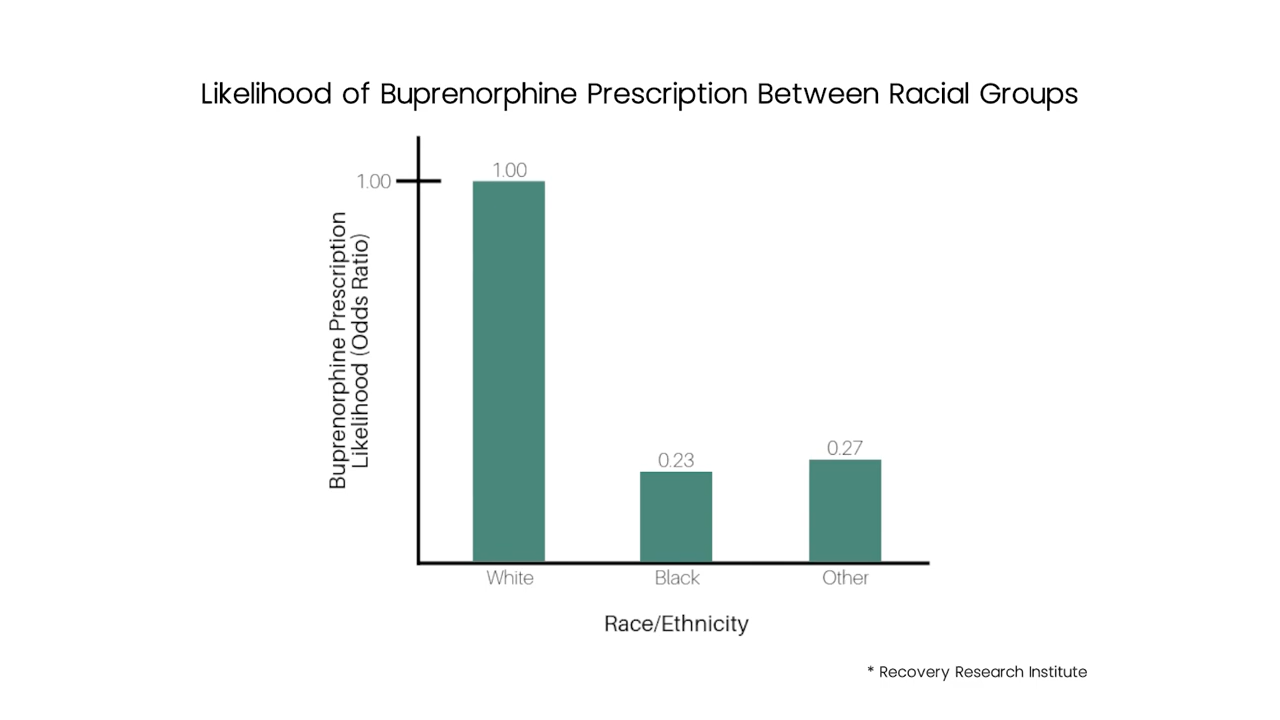 Likelihood of Buprenorphine Prescription Between Racial Groups
1.00
1.00
Buprenorphine Prescription
Likelihood (Odds Ratio)
0.23
0.27
White
Black
Other
Race/Ethnicity
* Recovery Research Institute